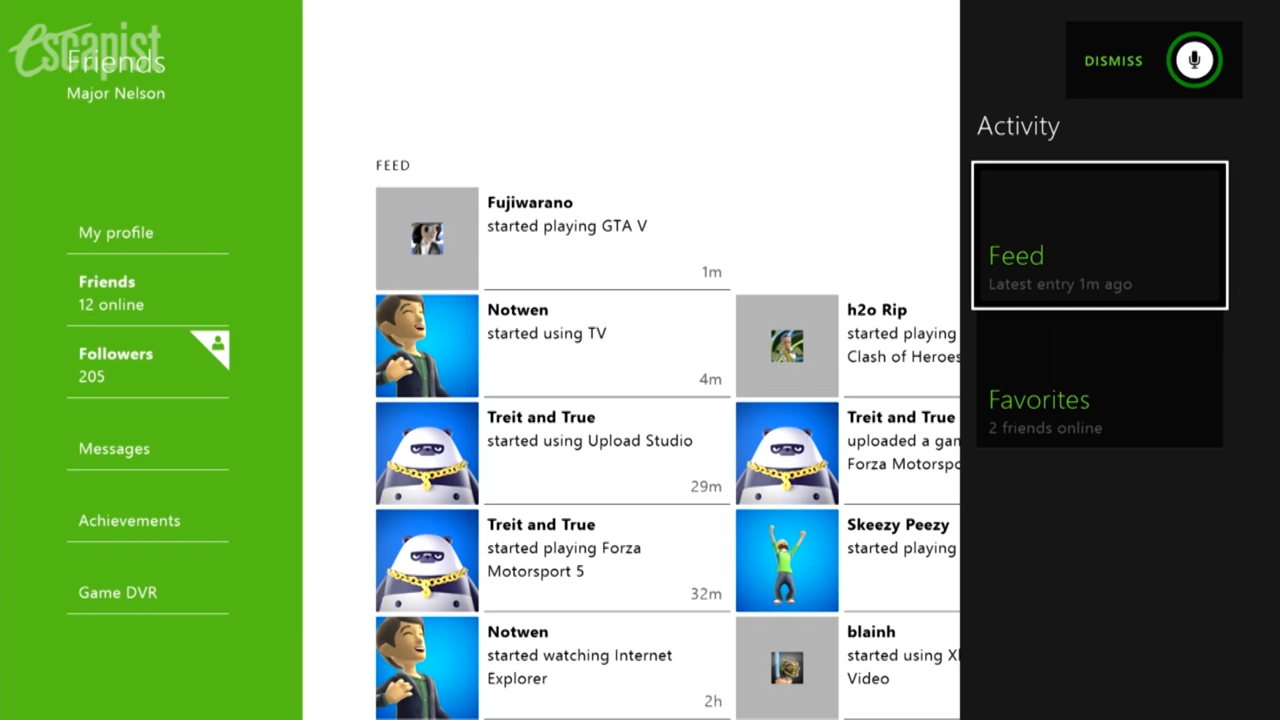 escapist
Friends
Major Nelson
My profile
Friends
12 online
Followers
205
Messages
Achievements
Game DVR
FEED
Fujiwarano
started playing GTA V
1m
Notwen
started using TV
4m
Treit and True
started using Upload Studio
29m
Treit and True
started playing Forza
Motorsport 5
32m
Notwen
started watching Internet
Explorer
2h
h2o Rip
started playing
Clash of Heroes
Treit and True
uploaded a gam
Forza Motorspo
Skeezy Peezy
started playing
blainh
started using Xl
Video
DISMISS
Activity
Feed
Latest entry 1m ago
Favorites
2 friends online